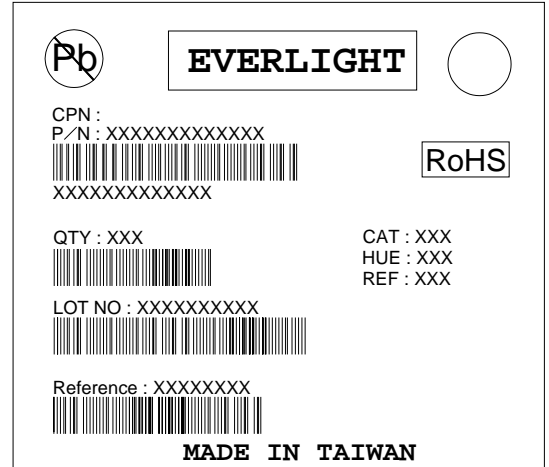 Pb
EVERLIGHT
CPN :
P／N : XXXXXXXXXXXXX
RoHS
XXXXXXXXXXXXX
QTY : XXX
CAT : XXX
HUE : XXX
REF : XXX
LOT NO : XXXXXXXXXX
Reference : XXXXXXXX
MADE IN TAIWAN